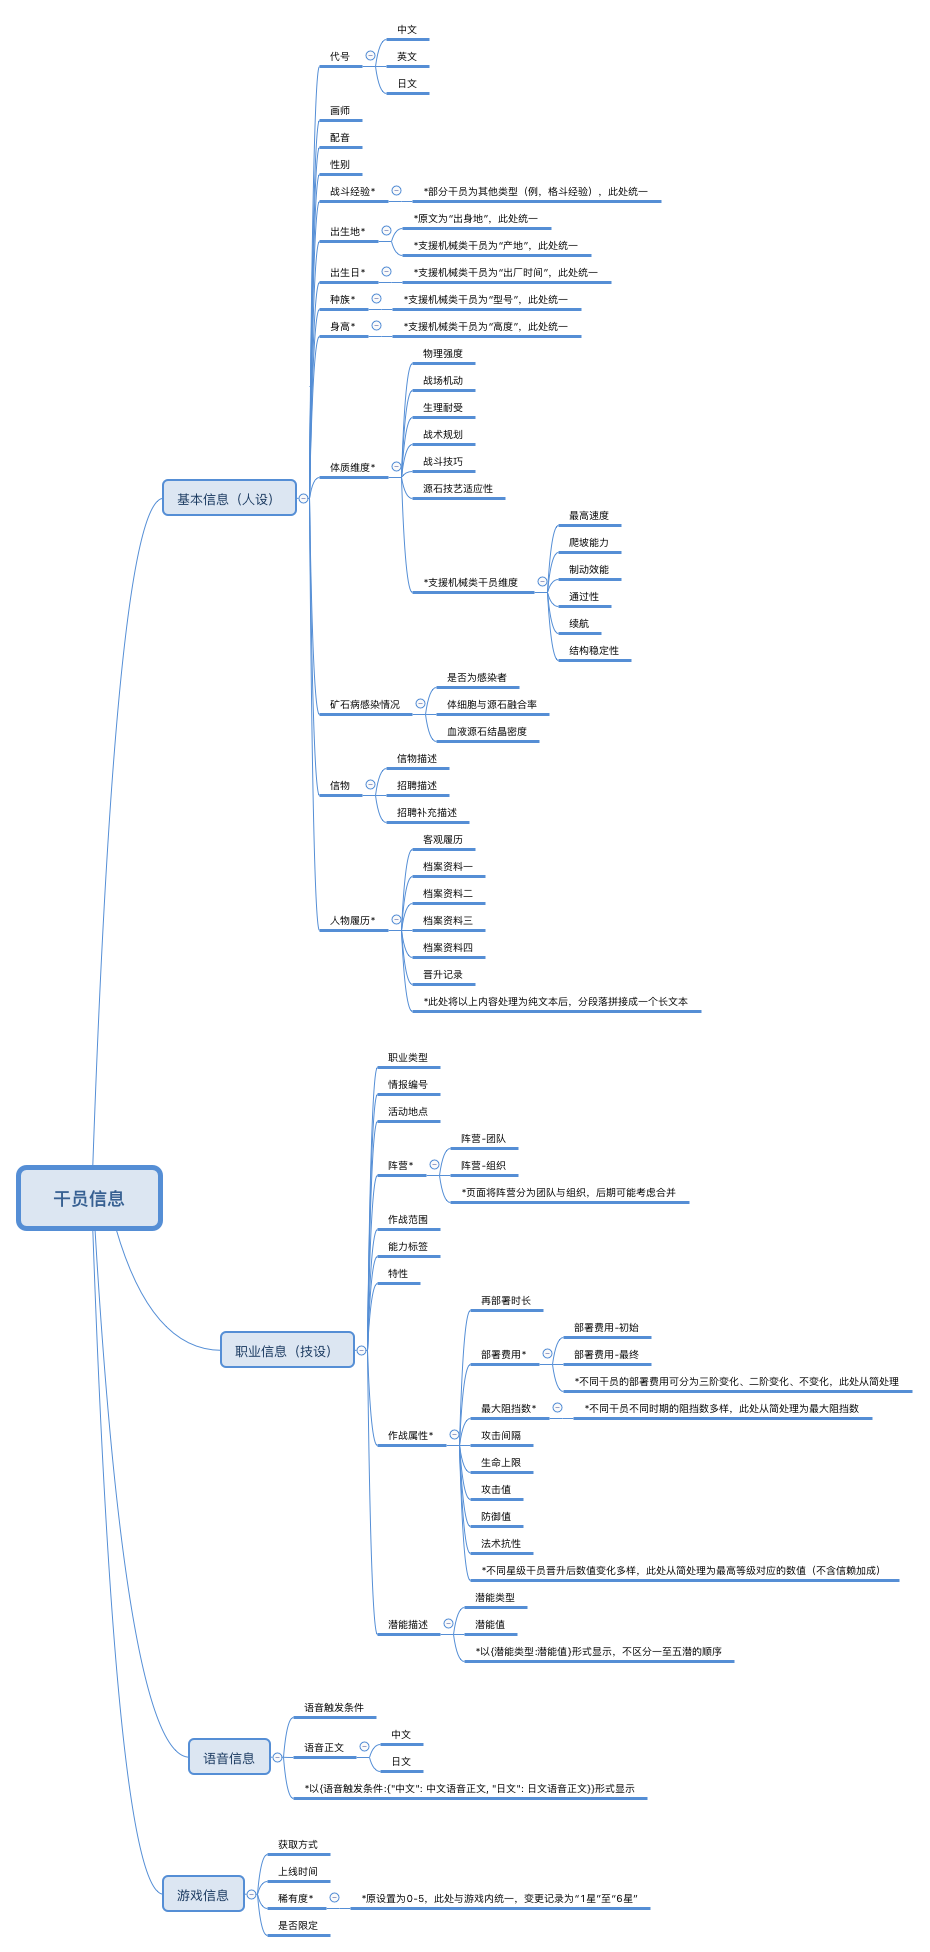 干员信息
基本信息（人设）
代号
中文
英文
日文
画师
配音
性别
战斗经验*
*部分干员为其他类型（例，格斗经验），此处统一
出生地*
*原文为“出身地”，此处统一
*支援机械类干员为“产地”，此处统一
出生日*
*支援机械类干员为“出厂时间”，此处统一
种族*
*支援机械类干员为“型号”，此处统一
身高*
*支援机械类干员为“高度”，此处统一
体质维度*
物理强度
战场机动
生理耐受
战术规划
战斗技巧
源石技艺适应性
*支援机械类干员维度
最高速度
爬坡能力
制动效能
通过性
续航
结构稳定性
矿石病感染情况
是否为感染者
体细胞与源石融合率
血液源石结晶密度
信物
信物描述
招聘描述
招聘补充描述
人物履历*
客观履历
档案资料一
档案资料二
档案资料三
档案资料四
晋升记录
*此处将以上内容处理为纯文本后，分段落拼接成一个长文本
职业信息（技设）
职业类型
情报编号
活动地点
阵营*
阵营-团队
阵营-组织
*页面将阵营分为团队与组织，后期可能考虑合并
作战范围
能力标签
特性
作战属性*
再部署时长
部署费用*
部署费用-初始
部署费用-最终
*不同干员的部署费用可分为三阶变化、二阶变化、不变化，此处从简处理
最大阻挡数*
*不同干员不同时期的阻挡数多样，此处从简处理为最大阻挡数
攻击间隔
生命上限
攻击值
防御值
法术抗性
*不同星级干员晋升后数值变化多样，此处从简处理为最高等级对应的数值（不含信赖加成）
潜能描述
潜能类型
潜能值
*以{潜能类型:潜能值}形式显示，不区分一至五潜的顺序
语音信息
语音触发条件
语音正文
中文
日文
*以{语音触发条件:{"中文": 中文语音正文, "日文": 日文语音正文}}形式显示
游戏信息
获取方式
上线时间
稀有度*
*原设置为0-5，此处与游戏内统一，变更记录为“1星”至“6星”
是否限定